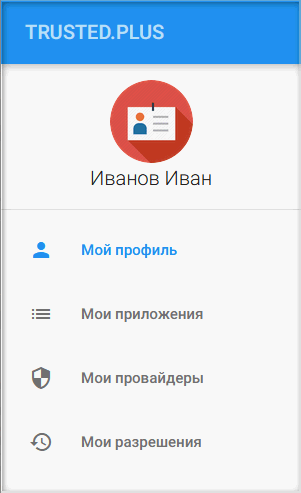 TRUSTED.PLUS
Иванов Иван
Мой профиль
Мои приложения
Мои провайдеры
Мои разрешения